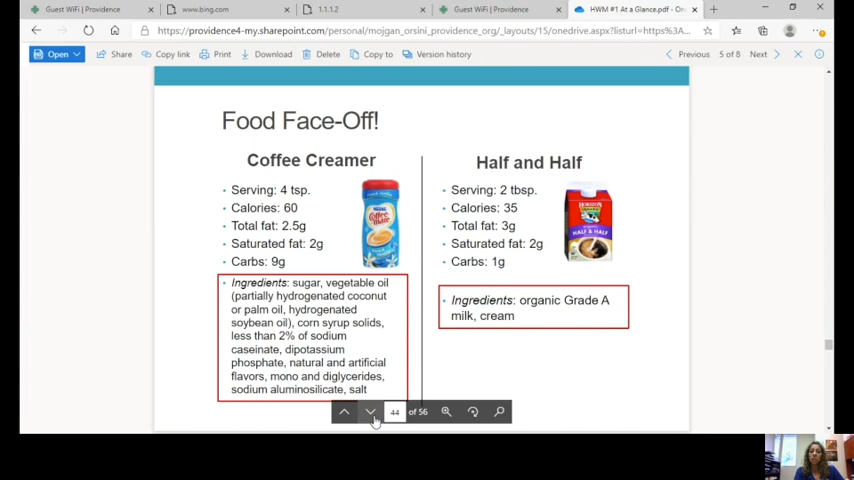 Guest WiFi | Providence
www.bing.com
1.1.1.2
Guest WiFi | Providence
HWM #1 At a Glance.pdf - On
https://providence4-my.sharepoint.com/personal/mojgan_orsini_providence_org/_layouts/15/onedrive.aspx?listurl=https%3A...
Open
Share
Copy link
Print
Download
Delete
Copy to
Version history
Previous
5 of 8
Next
Food Face-Off!
Coffee Creamer
• Serving: 4 tsp.
• Calories: 60
• Total fat: 2.5g
• Saturated fat: 2g
• Carbs: 9g
• Ingredients: sugar, vegetable oil
(partially hydrogenated coconut
or palm oil, hydrogenated
soybean oil), corn syrup solids,
less than 2% of sodium
caseinate, dipotassium
phosphate, natural and artificial
flavors, mono and diglycerides,
sodium aluminosilicate, salt
Coffee
mate
Half and Half
• Serving: 2 tbsp.
• Calories: 35
• Total fat: 3g
• Saturated fat: 2g
• Carbs: 1g
• Ingredients: organic Grade A
milk, cream
HORIZON
HALF & HALF
44 of 56